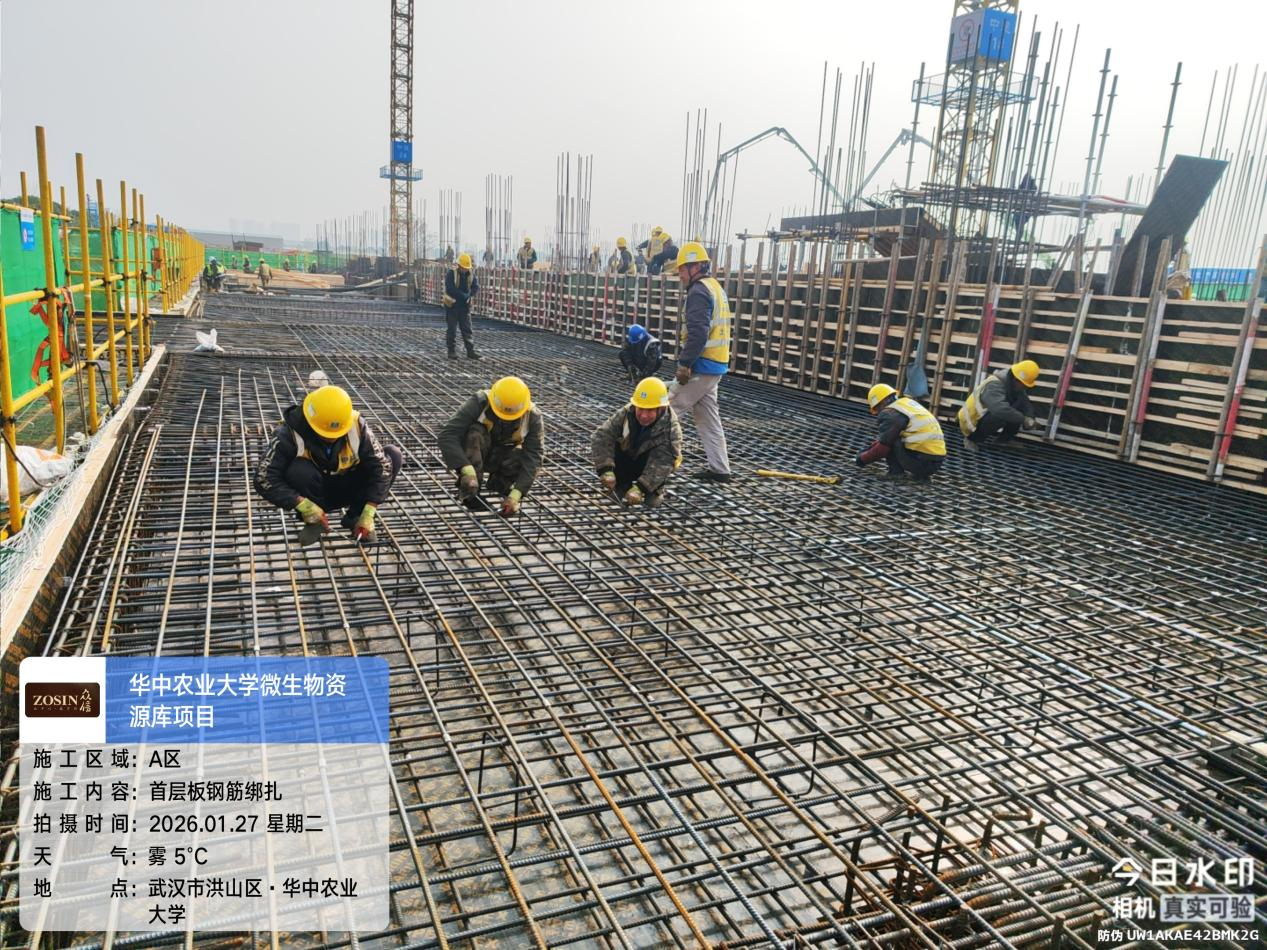 ZOSIN 众信
华中农业大学微生物资
源库项目
施工区域：A区
施工内容：首层板钢筋绑扎
拍摄时间：2026.01.27 星期二
天气：雾 5℃
地点：武汉市洪山区·华中农业
大学
今日水印
相机 真实可验
防伪 UW1AKAE42BMK2G